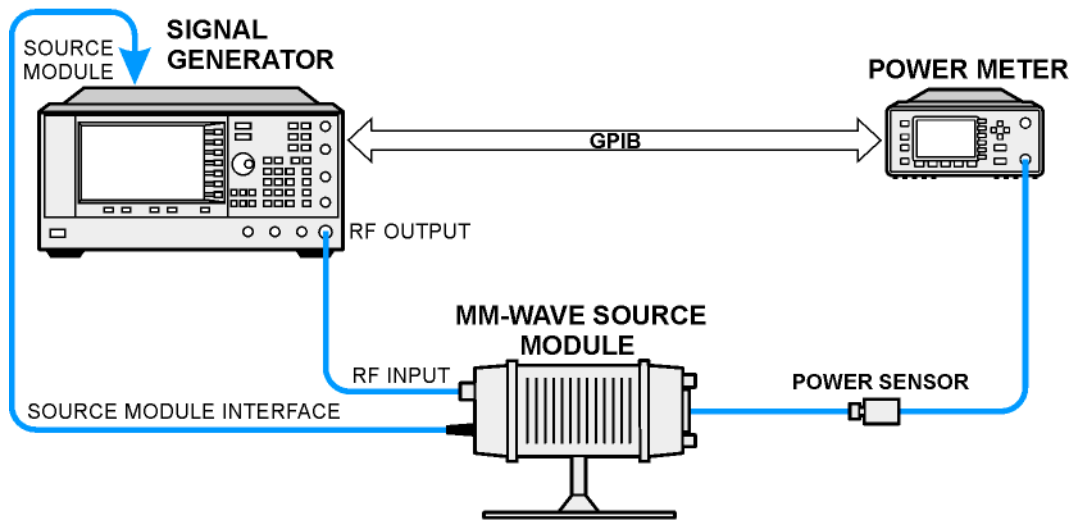 SIGNAL
GENERATOR
SOURCE
MODULE
POWER METER
GPIB
RF OUTPUT
MM-WAVE SOURCE
MODULE
RF INPUT
POWER SENSOR
SOURCE MODULE INTERFACE